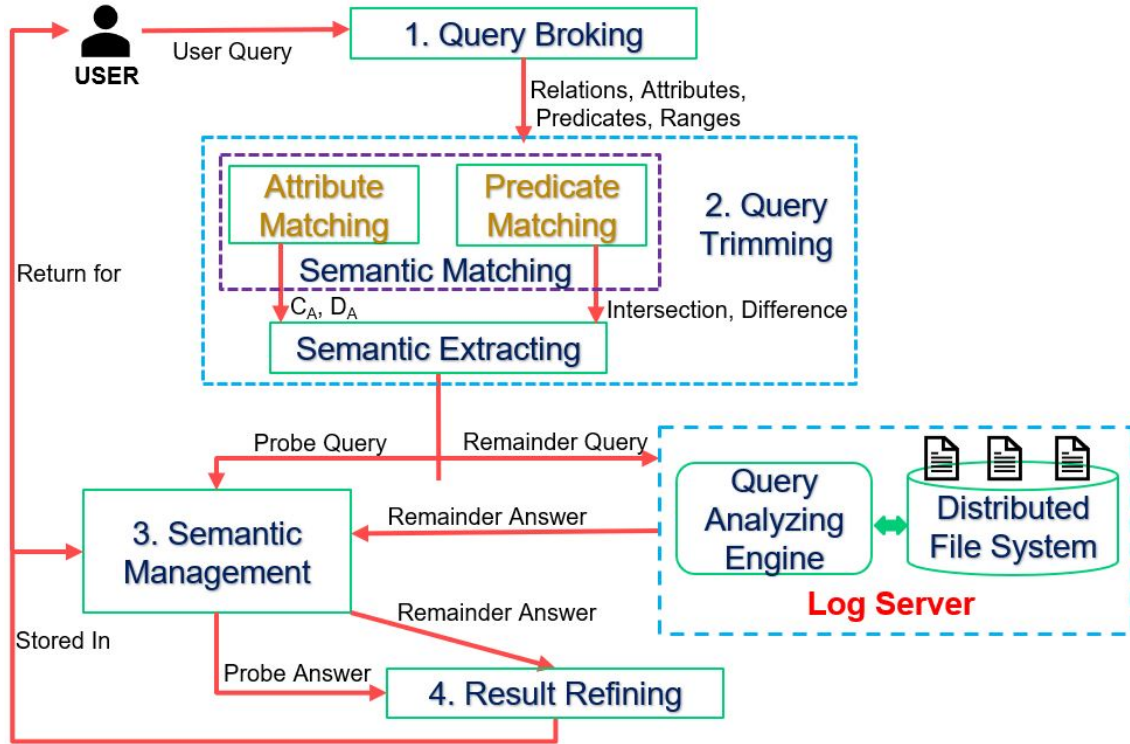 USER
User Query
1. Query Broking
Relations, Attributes,
Predicates, Ranges
Attribute
Matching
Predicate
Matching
Semantic Matching
2. Query
Trimming
Return for
C_A, D_A
Intersection, Difference
Semantic Extracting
Probe Query
Remainder Query
Query
Analyzing
Engine
Distributed
File System
Log Server
Remainder Answer
3. Semantic
Management
Remainder Answer
Stored In
Probe Answer
4. Result Refining